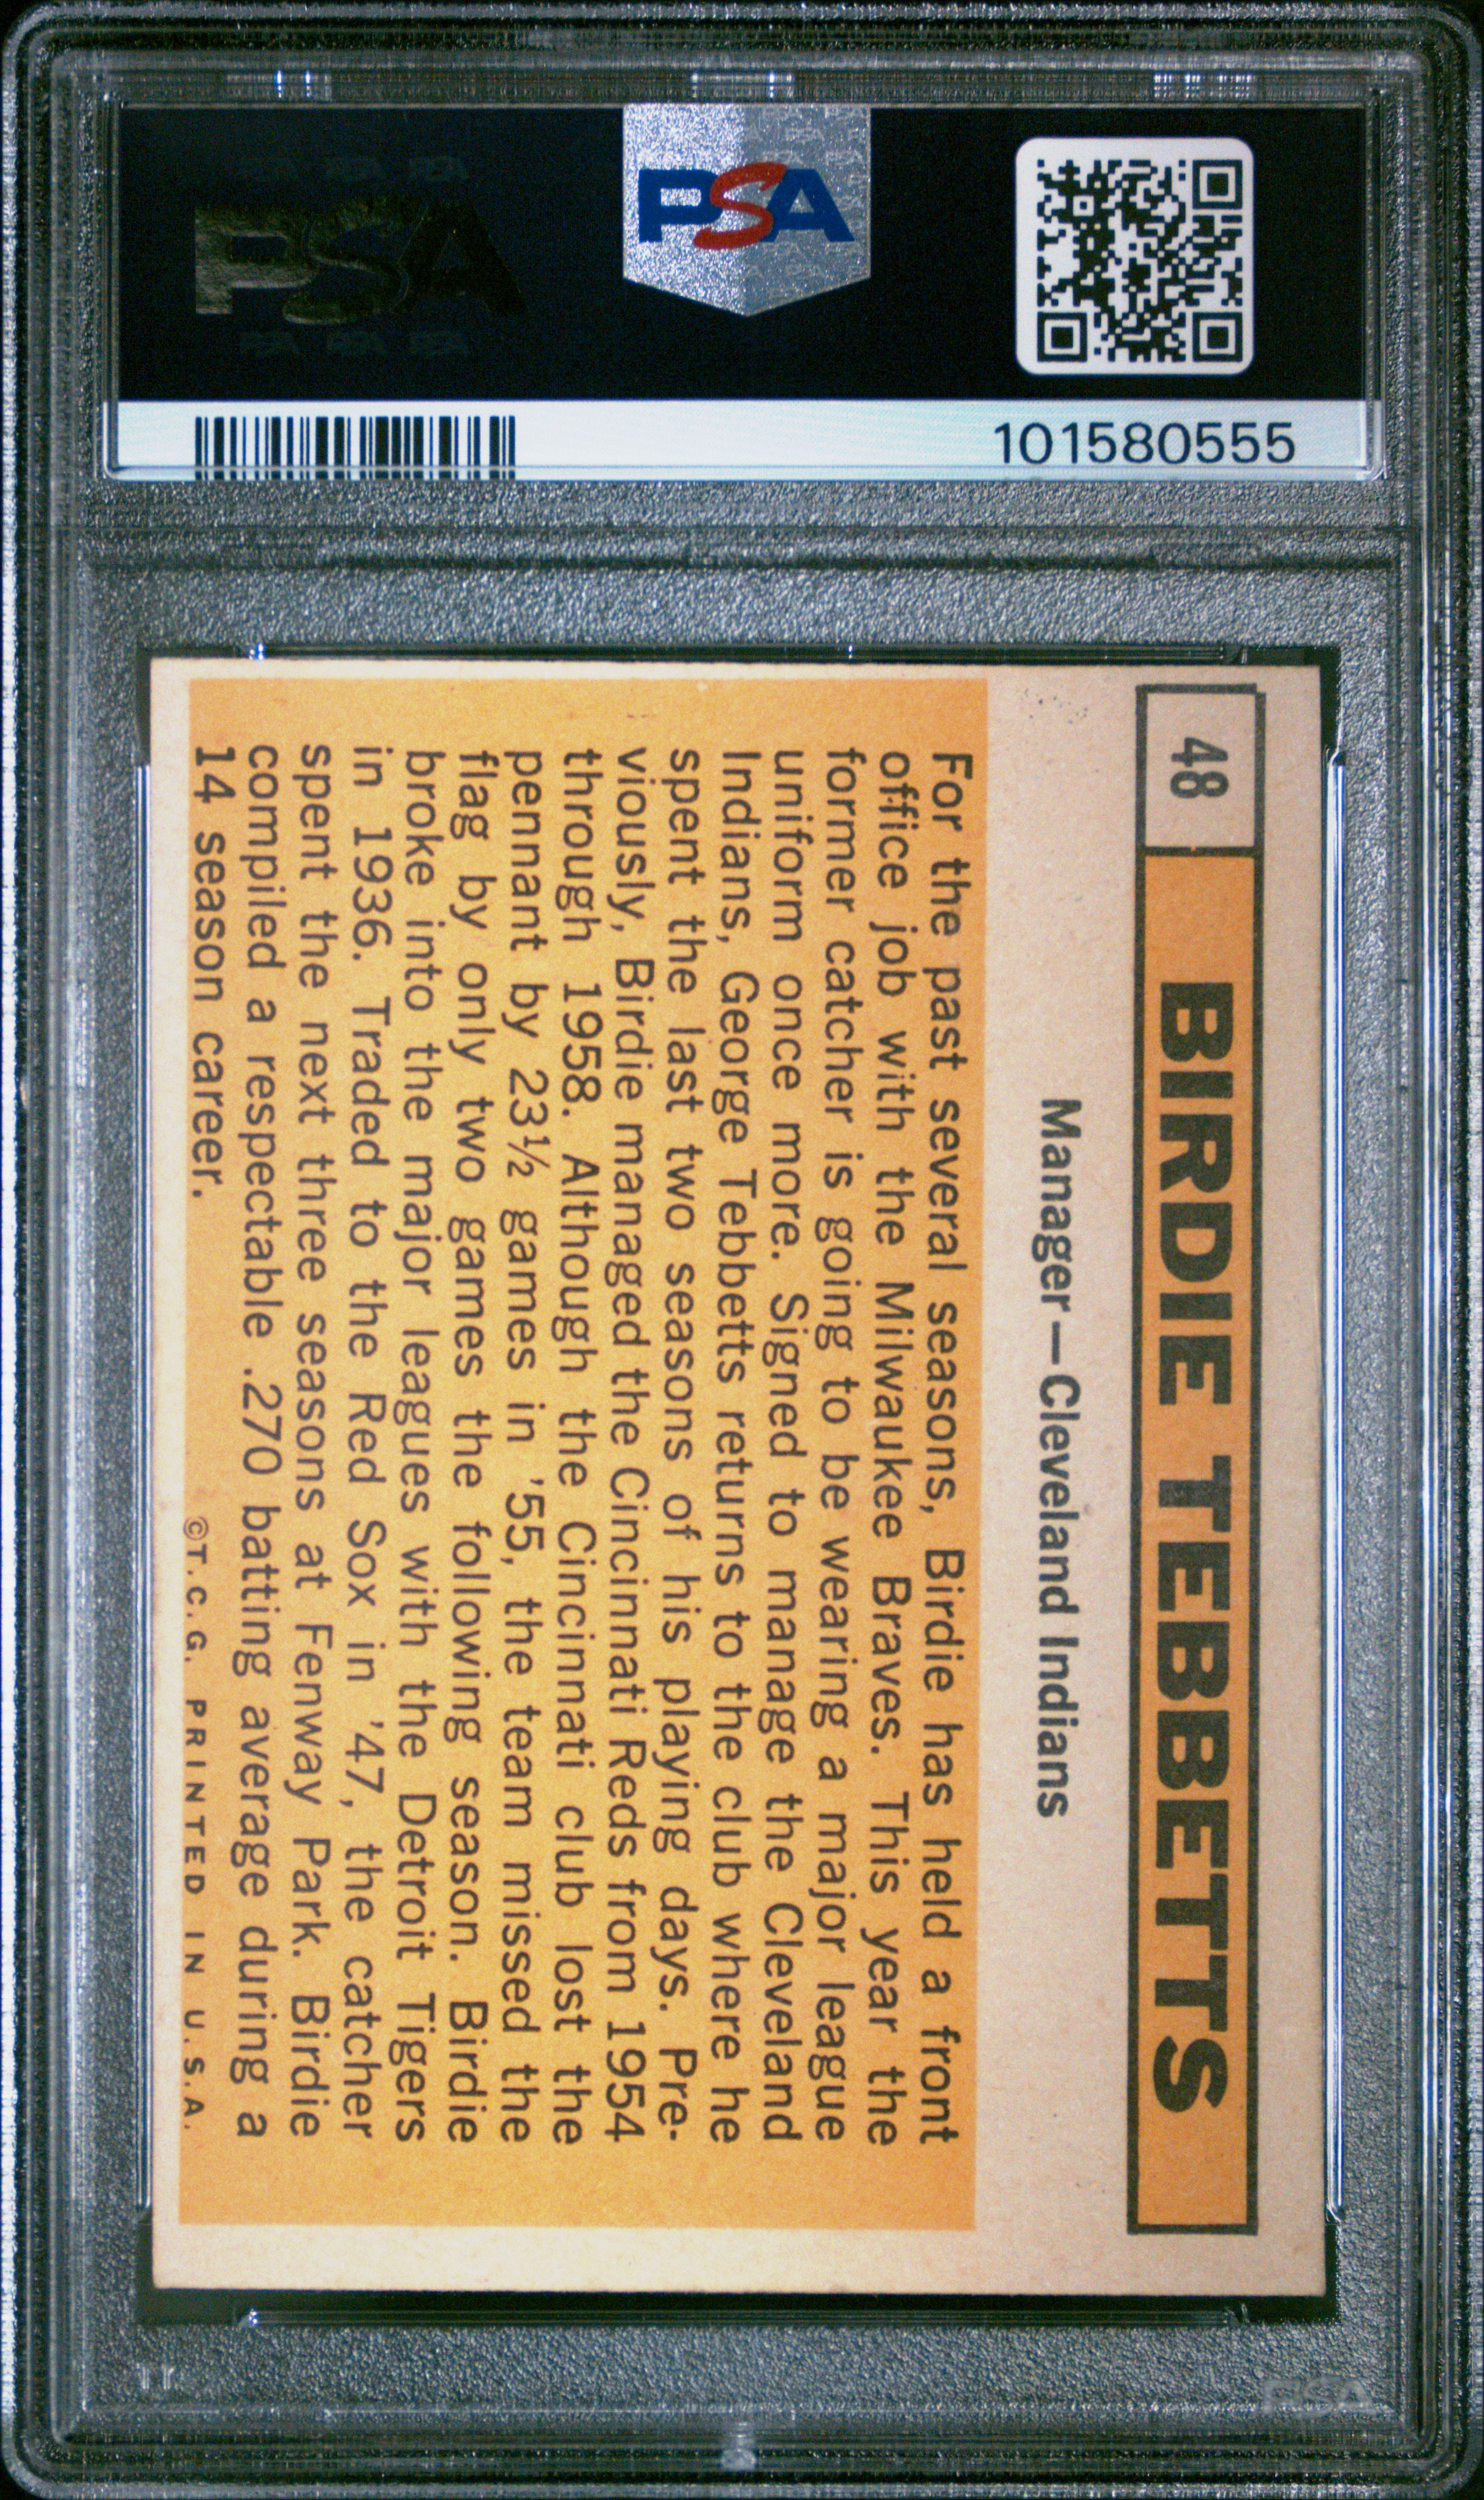 PSA
PSA
101580555
48
BIRDIE TEBBETTS
Manager—Cleveland Indians
For the past several seasons, Birdie has held a front
office job with the Milwaukee Braves. This year the
former catcher is going to be wearing a major league
uniform once more. Signed to manage the Cleveland
Indians, George Tebbetts returns to the club where he
spent the last two seasons of his playing days. Pre-
viously, Birdie managed the Cincinnati Reds from 1954
through 1958. Although the Cincinnati club lost the
pennant by 23½ games in '55, the team missed the
flag by only two games the following season. Birdie
broke into the major leagues with the Detroit Tigers
in 1936. Traded to the Red Sox in '47, the catcher
spent the next three seasons at Fenway Park. Birdie
compiled a respectable .270 batting average during a
14 season career.
©T.C.G. PRINTED IN U.S.A.
PSA